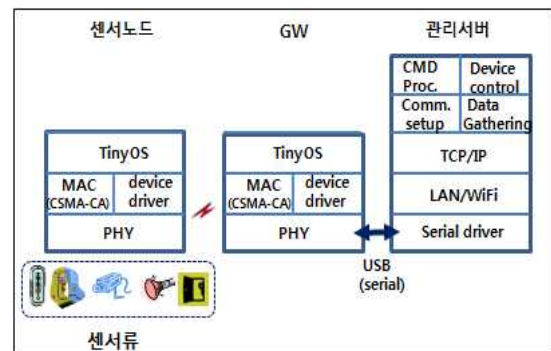 센서노드
GW
관리서버
CMD Proc.
Device control
Comm. setup
Data Gathering
TinyOS
TinyOS
TCP/IP
MAC (CSMA-CA)
device driver
MAC (CSMA-CA)
device driver
LAN/WiFi
PHY
PHY
Serial driver
USB (serial)
센서류